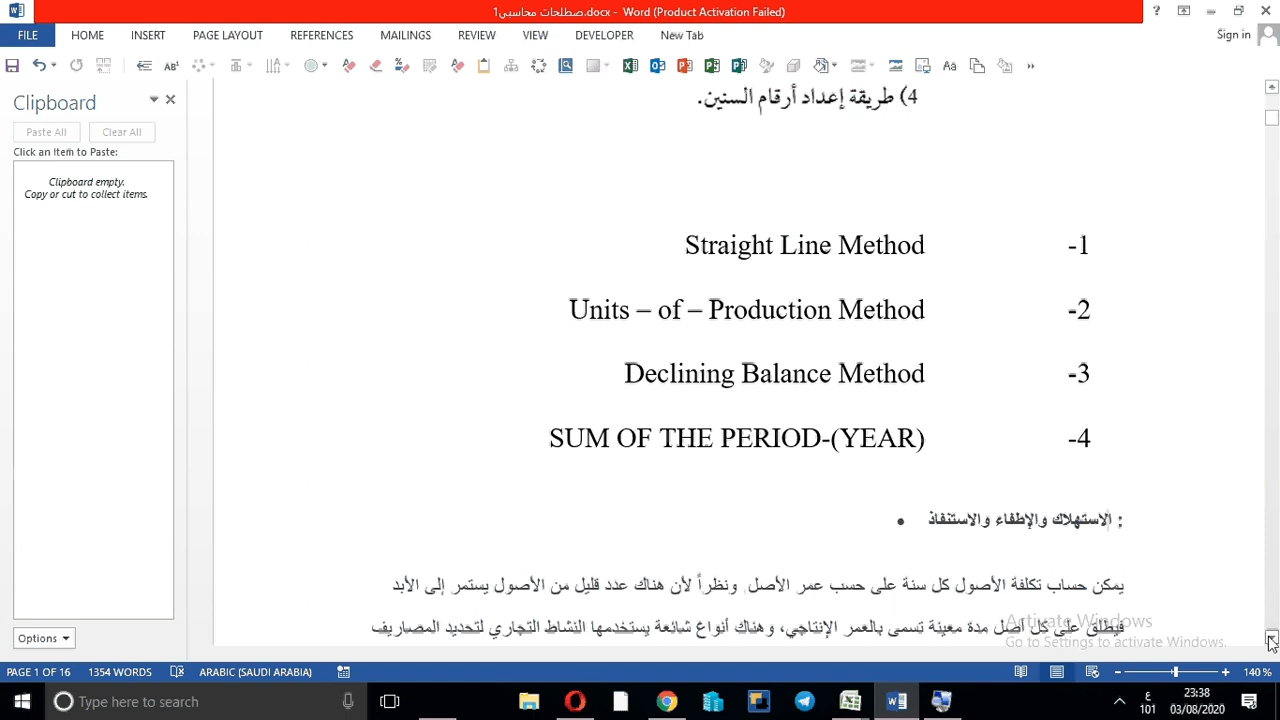 صطلحات محاسبي1.docx - Word (Product Activation Failed)
FILE HOME INSERT PAGE LAYOUT REFERENCES MAILINGS REVIEW VIEW DEVELOPER New Tab Sign in
Clipboard
Paste All Clear All
Click an Item to Paste:
Clipboard empty.
Copy or cut to collect items.
Options
4) طريقة إعداد أرقام السنين.
Straight Line Method -1
Units – of – Production Method -2
Declining Balance Method -3
SUM OF THE PERIOD-(YEAR) -4
: الاستهلاك والإطفاء والاستنفاذ •
يمكن حساب تكلفة الأصول كل سنة على حسب عمر الأصل, ونظراً لأن هناك عدد قليل من الأصول يستمر إلى الأبد
فيطلق على كل أصل مدة معينة تسمى بالعمر الإنتاجي، وهناك أنواع شائعة يستخدمها النشاط التجاري لتحديد المصاريف
Activate Windows
Go to Settings to activate Windows.
PAGE 1 OF 16 1354 WORDS ARABIC (SAUDI ARABIA) 140 %
Type here to search
ع
101
23:38
03/08/2020